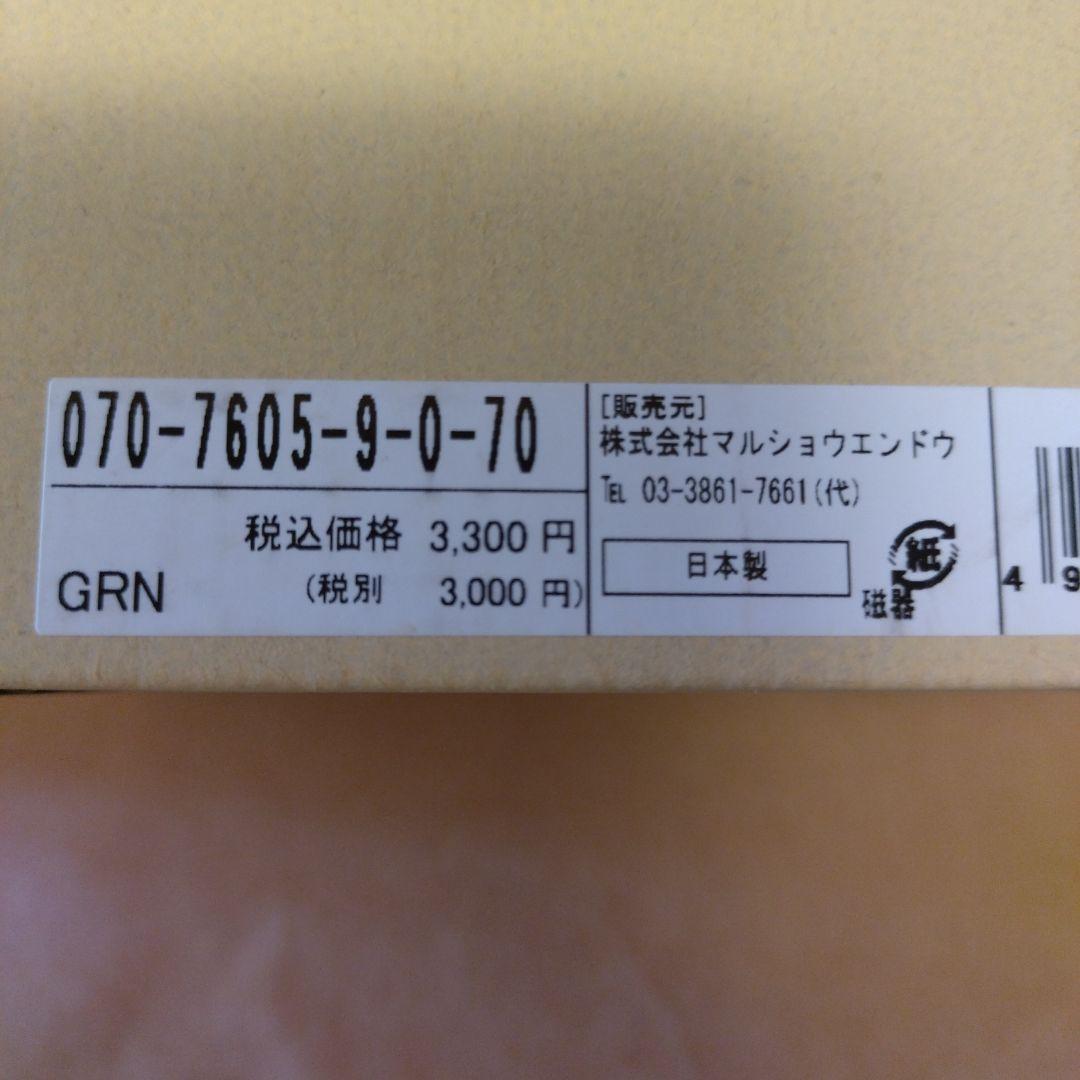 070-7605-9-0-70
税込価格 3,300 円
GRN (税別 3,000 円)
[販売元]
株式会社マルショウエンドウ
TEL 03-3861-7661(代)
日本製
紙
磁器
4 9